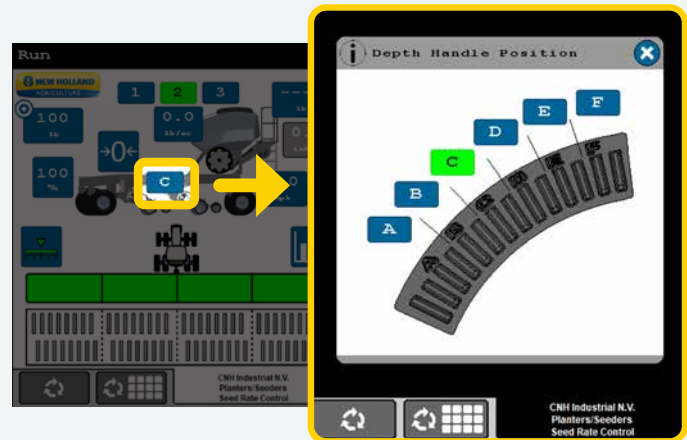 Run
NEW HOLLAND
AGRICULTURE
1
2
3
100
lb
0.0
lb/ac
→0←
100
%
C
CNH Industrial N.V.
Planters/Seeders
Seed Rate Control
Depth Handle Position
A
B
C
D
E
F
CNH Industrial N.V.
Planters/Seeders
Seed Rate Control